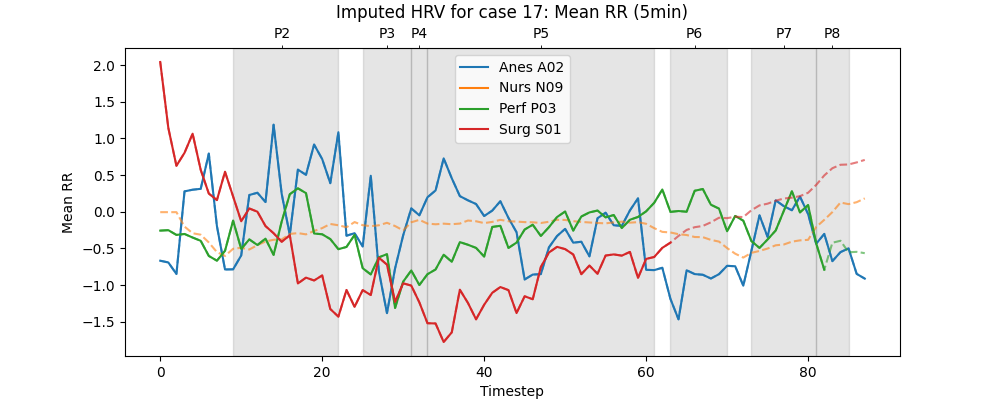 Imputed HRV for case 17: Mean RR (5min)
P2 P3 P4 P5 P6 P7 P8
Anes A02
Nurs N09
Perf P03
Surg S01
2.0
1.5
1.0
0.5
0.0
−0.5
−1.0
−1.5
Mean RR
0 20 40 60 80
Timestep